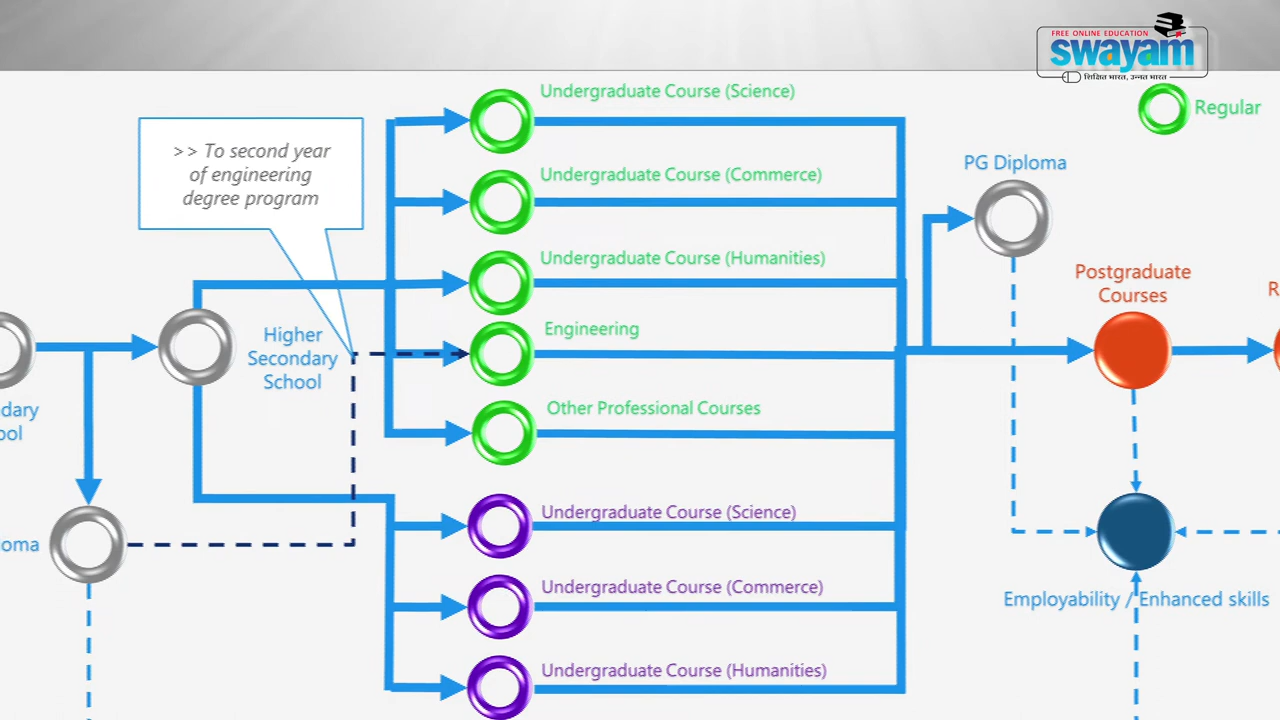 FREE ONLINE EDUCATION
swayam
शिक्षित भारत, उन्नत भारत
Undergraduate Course (Science)
Regular
>> To second year
of engineering
degree program
PG Diploma
Undergraduate Course (Commerce)
Undergraduate Course (Humanities)
Postgraduate
Courses
R
Engineering
Higher
Secondary
School
dary
ool
Other Professional Courses
Undergraduate Course (Science)
oma
Undergraduate Course (Commerce)
Employability / Enhanced skills
Undergraduate Course (Humanities)